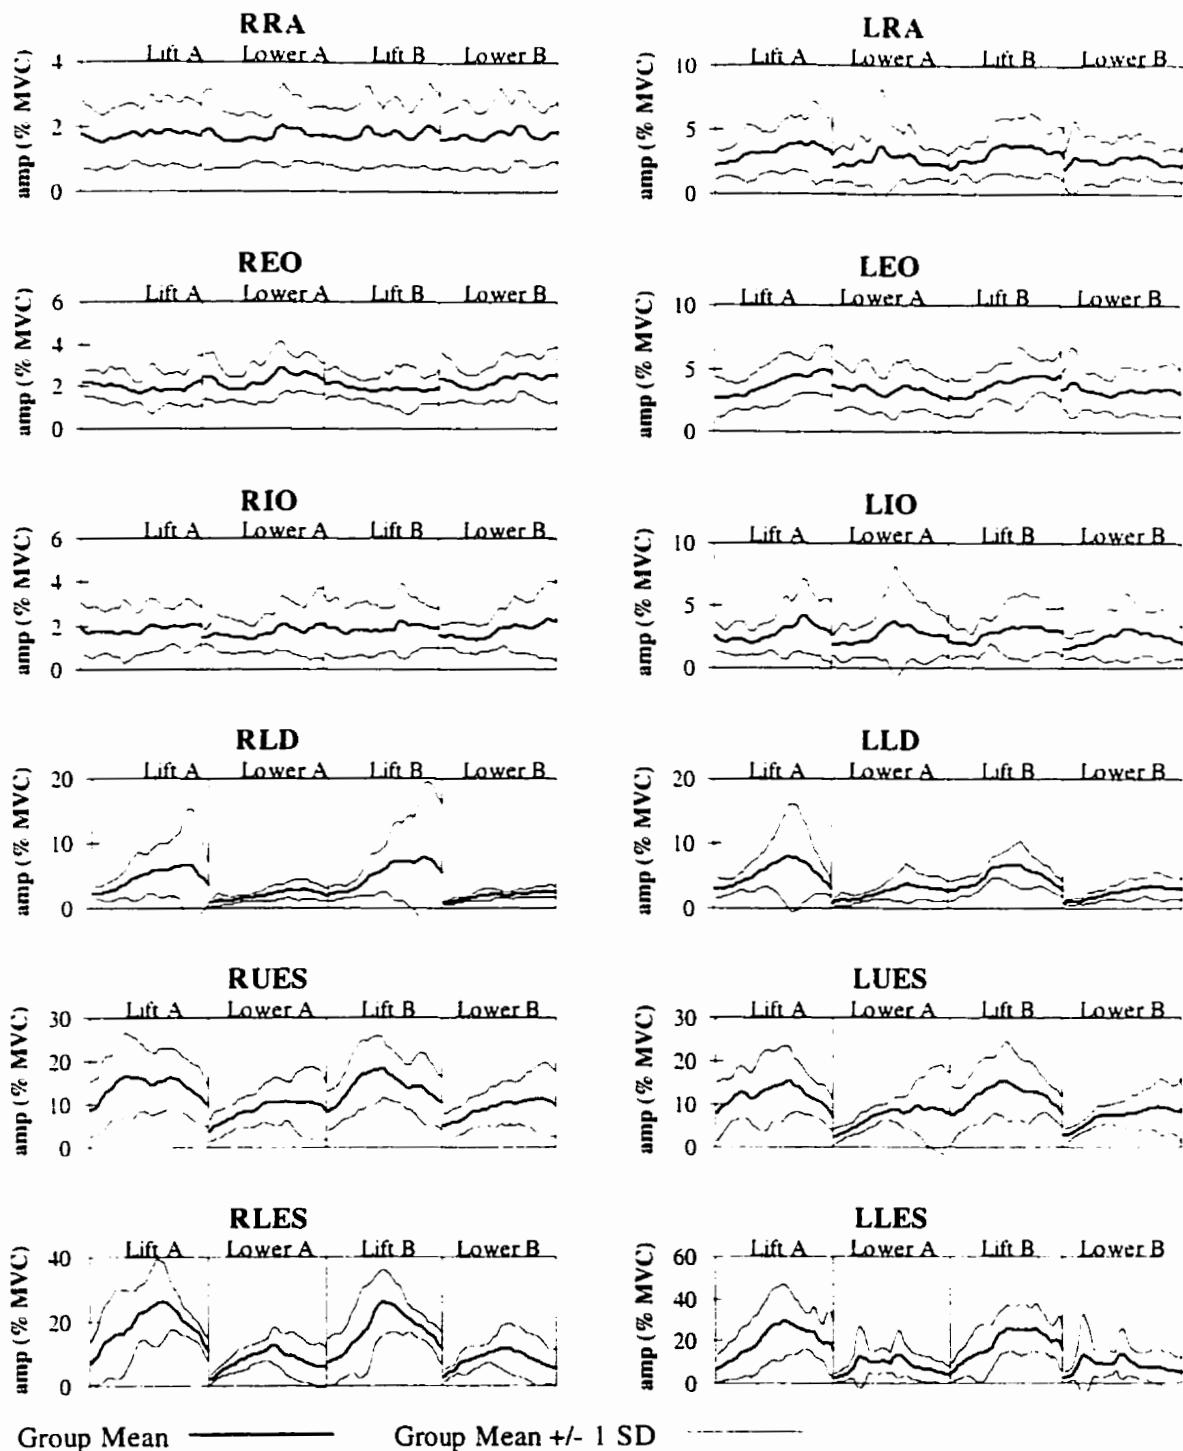 RRA LRA
Lift A Lower A Lift B Lower B Lift A Lower A Lift B Lower B
amp (% MVC) 4 2 0 amp (% MVC) 10 5 0
REO LEO
Lift A Lower A Lift B Lower B Lift A Lower A Lift B Lower B
amp (% MVC) 6 4 2 0 amp (% MVC) 10 5 0
RIO LIO
Lift A Lower A Lift B Lower B Lift A Lower A Lift B Lower B
amp (% MVC) 6 4 2 0 amp (% MVC) 10 5 0
RLD LLD
Lift A Lower A Lift B Lower B Lift A Lower A Lift B Lower B
amp (% MVC) 20 10 0 amp (% MVC) 20 10 0
RUES LUES
Lift A Lower A Lift B Lower B Lift A Lower A Lift B Lower B
amp (% MVC) 30 20 10 0 amp (% MVC) 30 20 10 0
RLES LLES
Lift A Lower A Lift B Lower B Lift A Lower A Lift B Lower B
amp (% MVC) 40 20 0 amp (% MVC) 60 40 20 0
Group Mean Group Mean +/- 1 SD